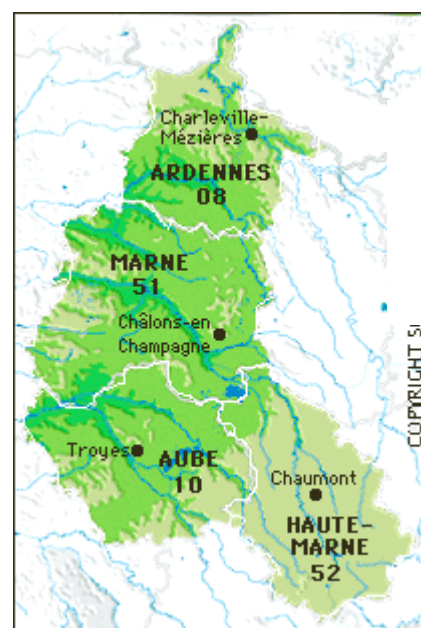 Charleville-
Mézières
ARDENNES
08
MARNE
51
Châlons-en
Champagne
Troyes
AUBE
10
Chaumont
HAUTE-
MARNE
52
COPYRIGHT